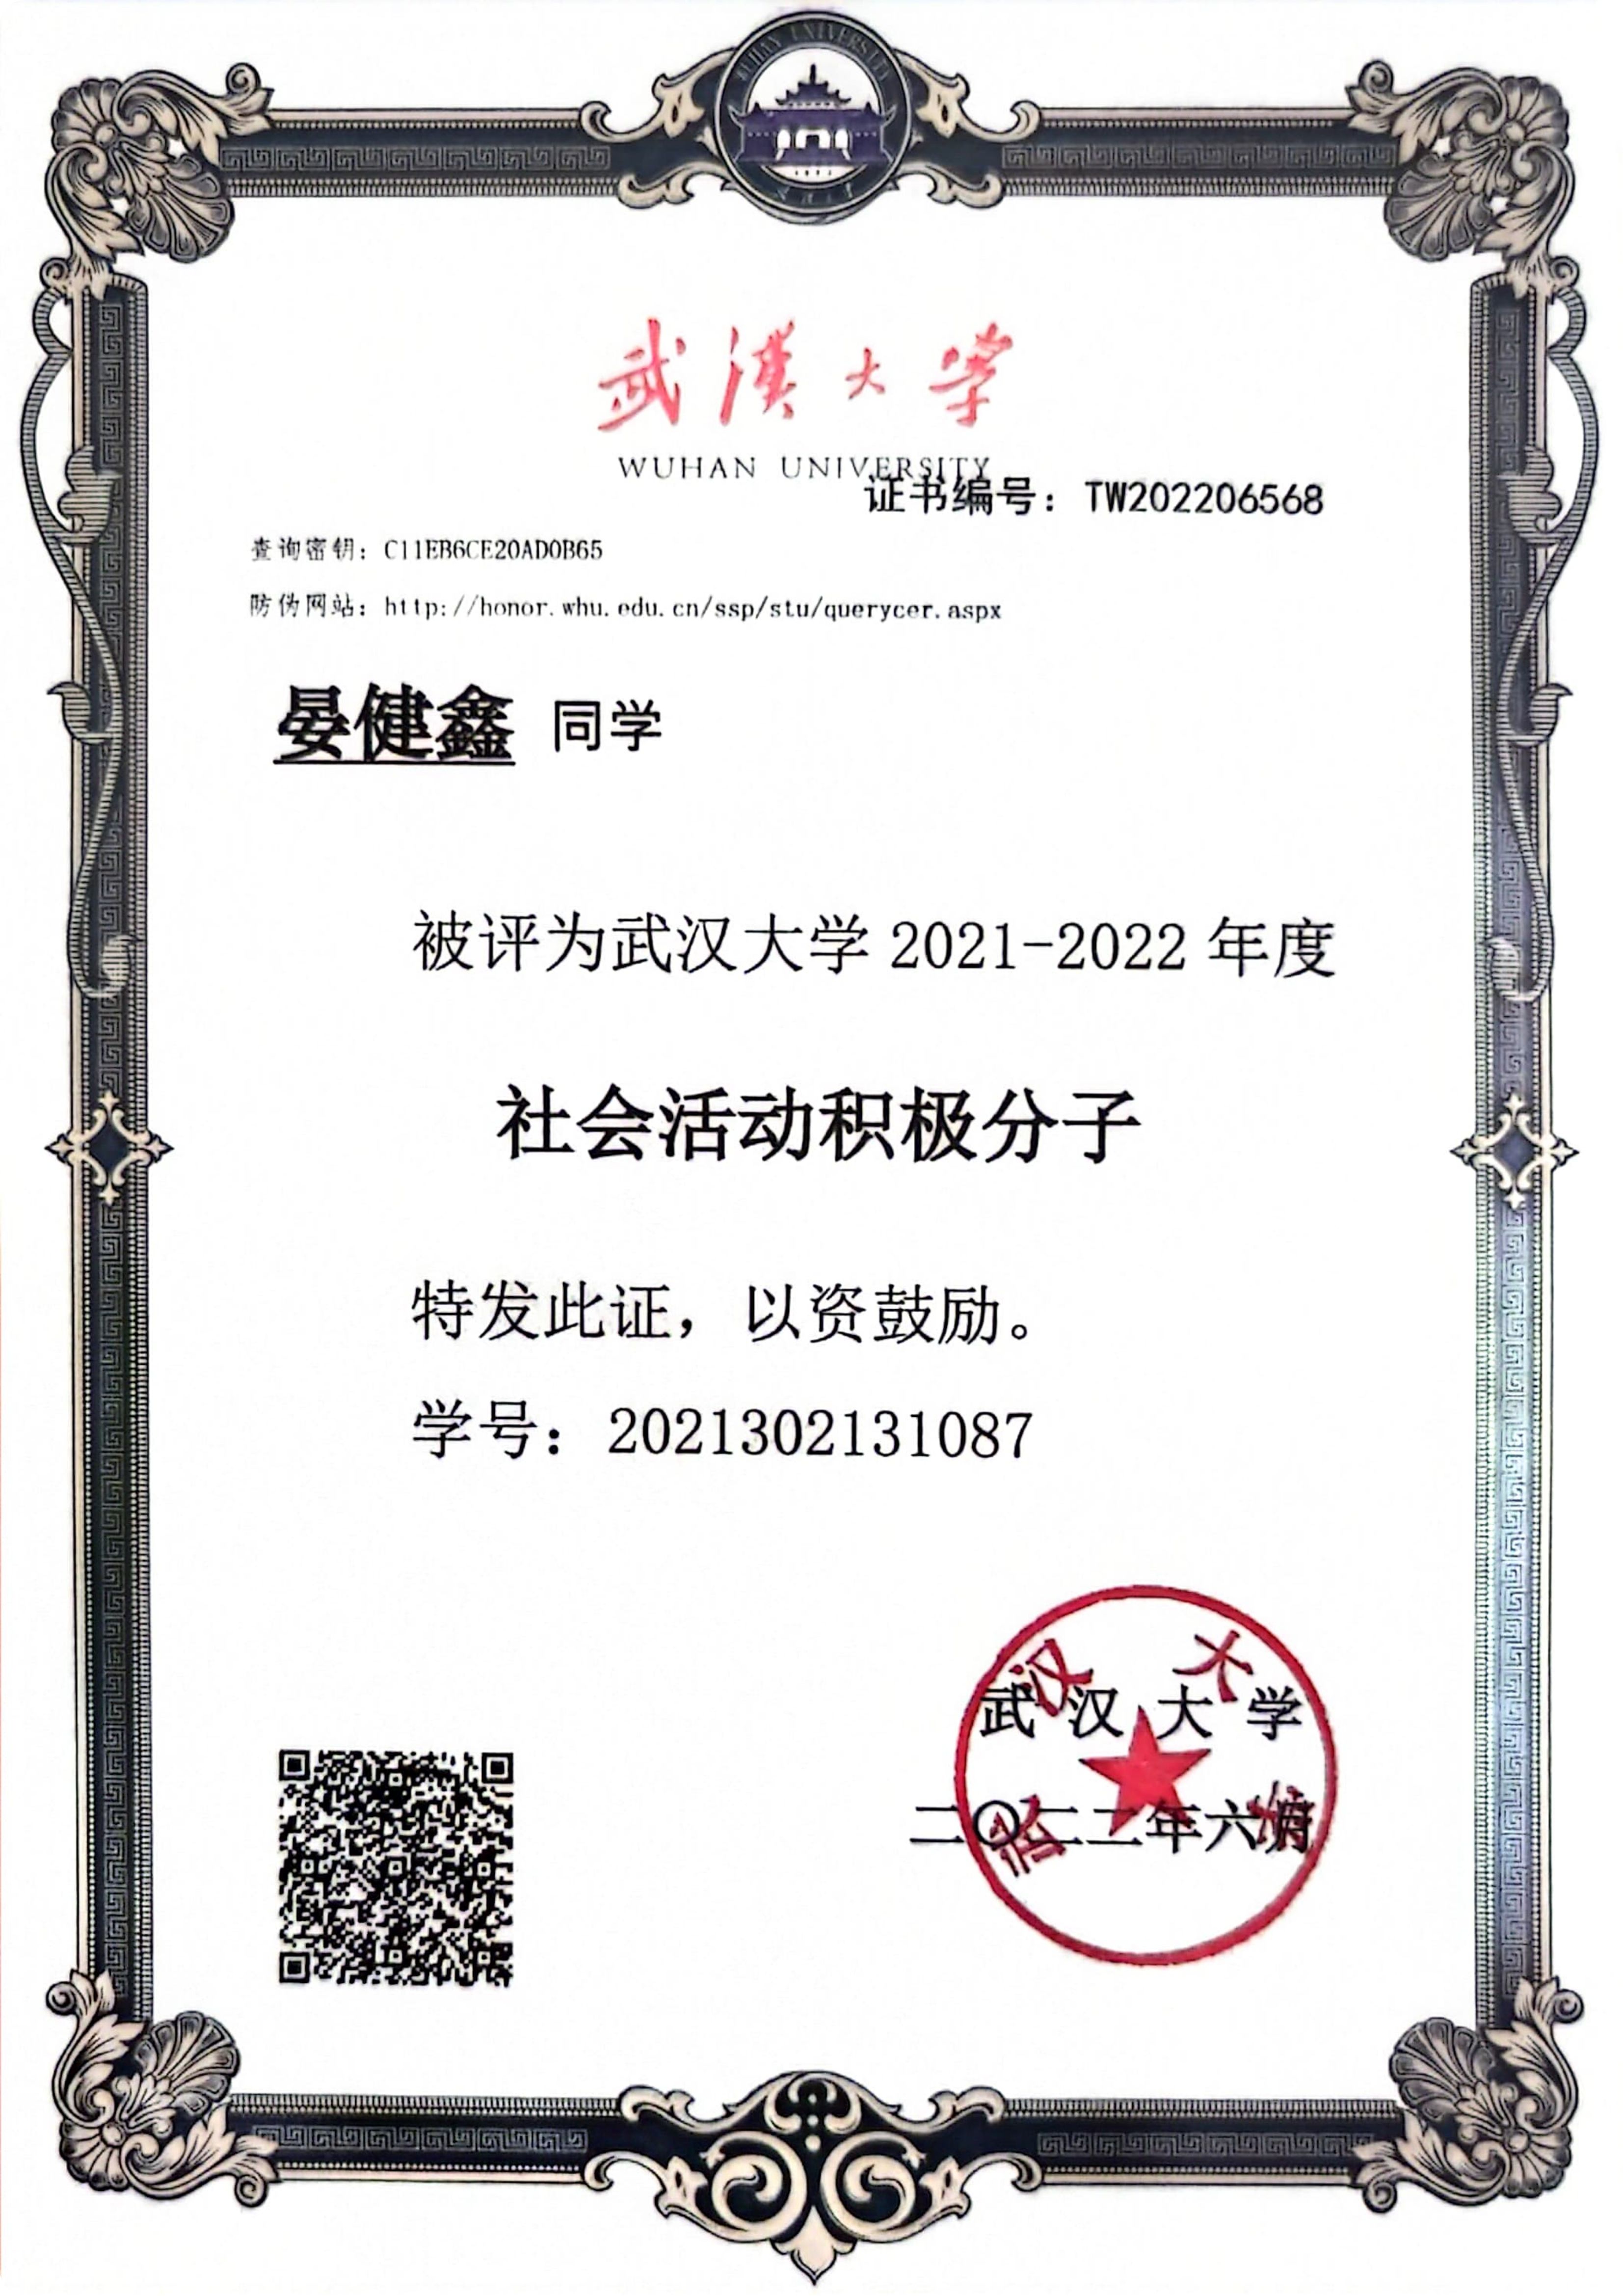 WUHAN UNIVERSITY
武漢大学
WUHAN UNIVERSITY
证书编号：TW202206568
查询密钥：C11EB6CE20AD0B65
防伪网站：http://honor.whu.edu.cn/ssp/stu/querycer.aspx
晏健鑫 同学
被评为武汉大学 2021-2022 年度
社会活动积极分子
特发此证，以资鼓励。
学号：2021302131087
武汉大学
二〇二二年六月
汉大